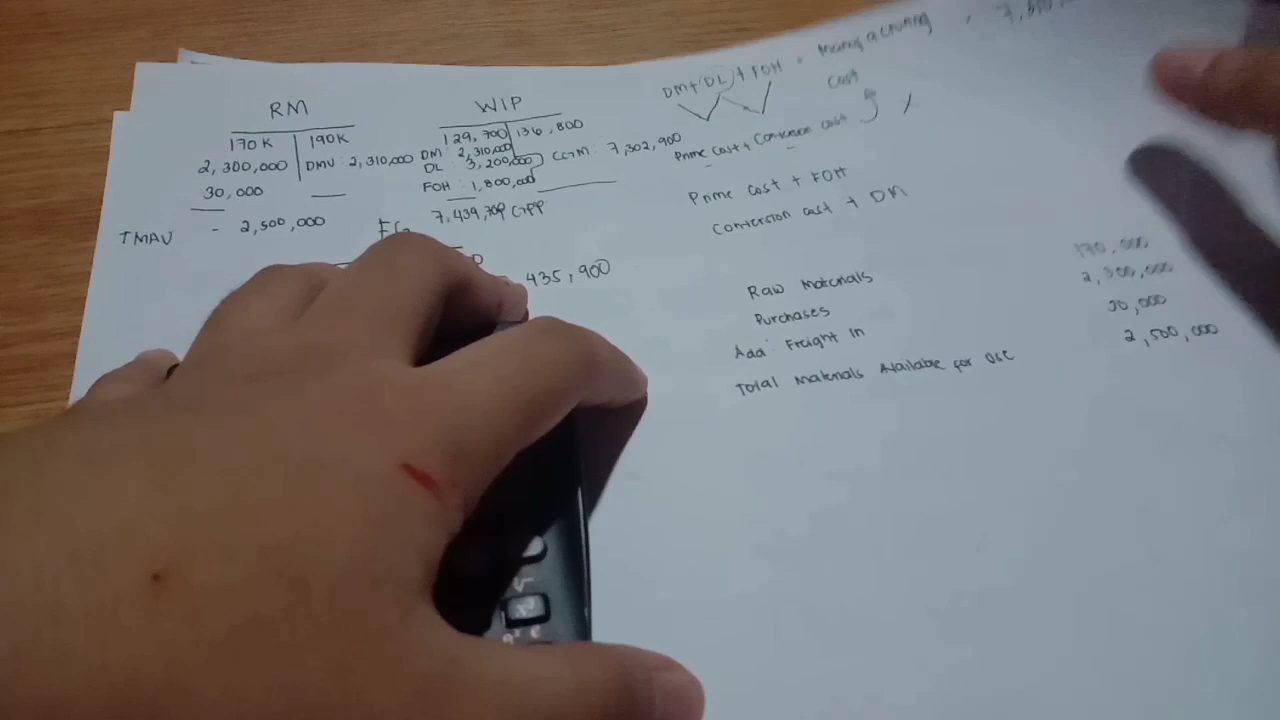 RM
170K 190K
2,300,000 DMU: 2,310,000
30,000
TMAU - 2,500,000
WIP
129,700 136,800
DM: 2,310,000
DL: 3,200,000 CGM: 7,302,900
FOH: 1,800,000
7,439,700 GPP
FG
435,900
DM+(DL)+FOH = Manufacturing
Cost
Prime Cost + Conversion Cost
Prime Cost + FOH
Conversion Cost + DM
Raw Materials 170,000
Purchases 2,300,000
Add: Freight In 30,000
Total Materials Available for Use 2,500,000